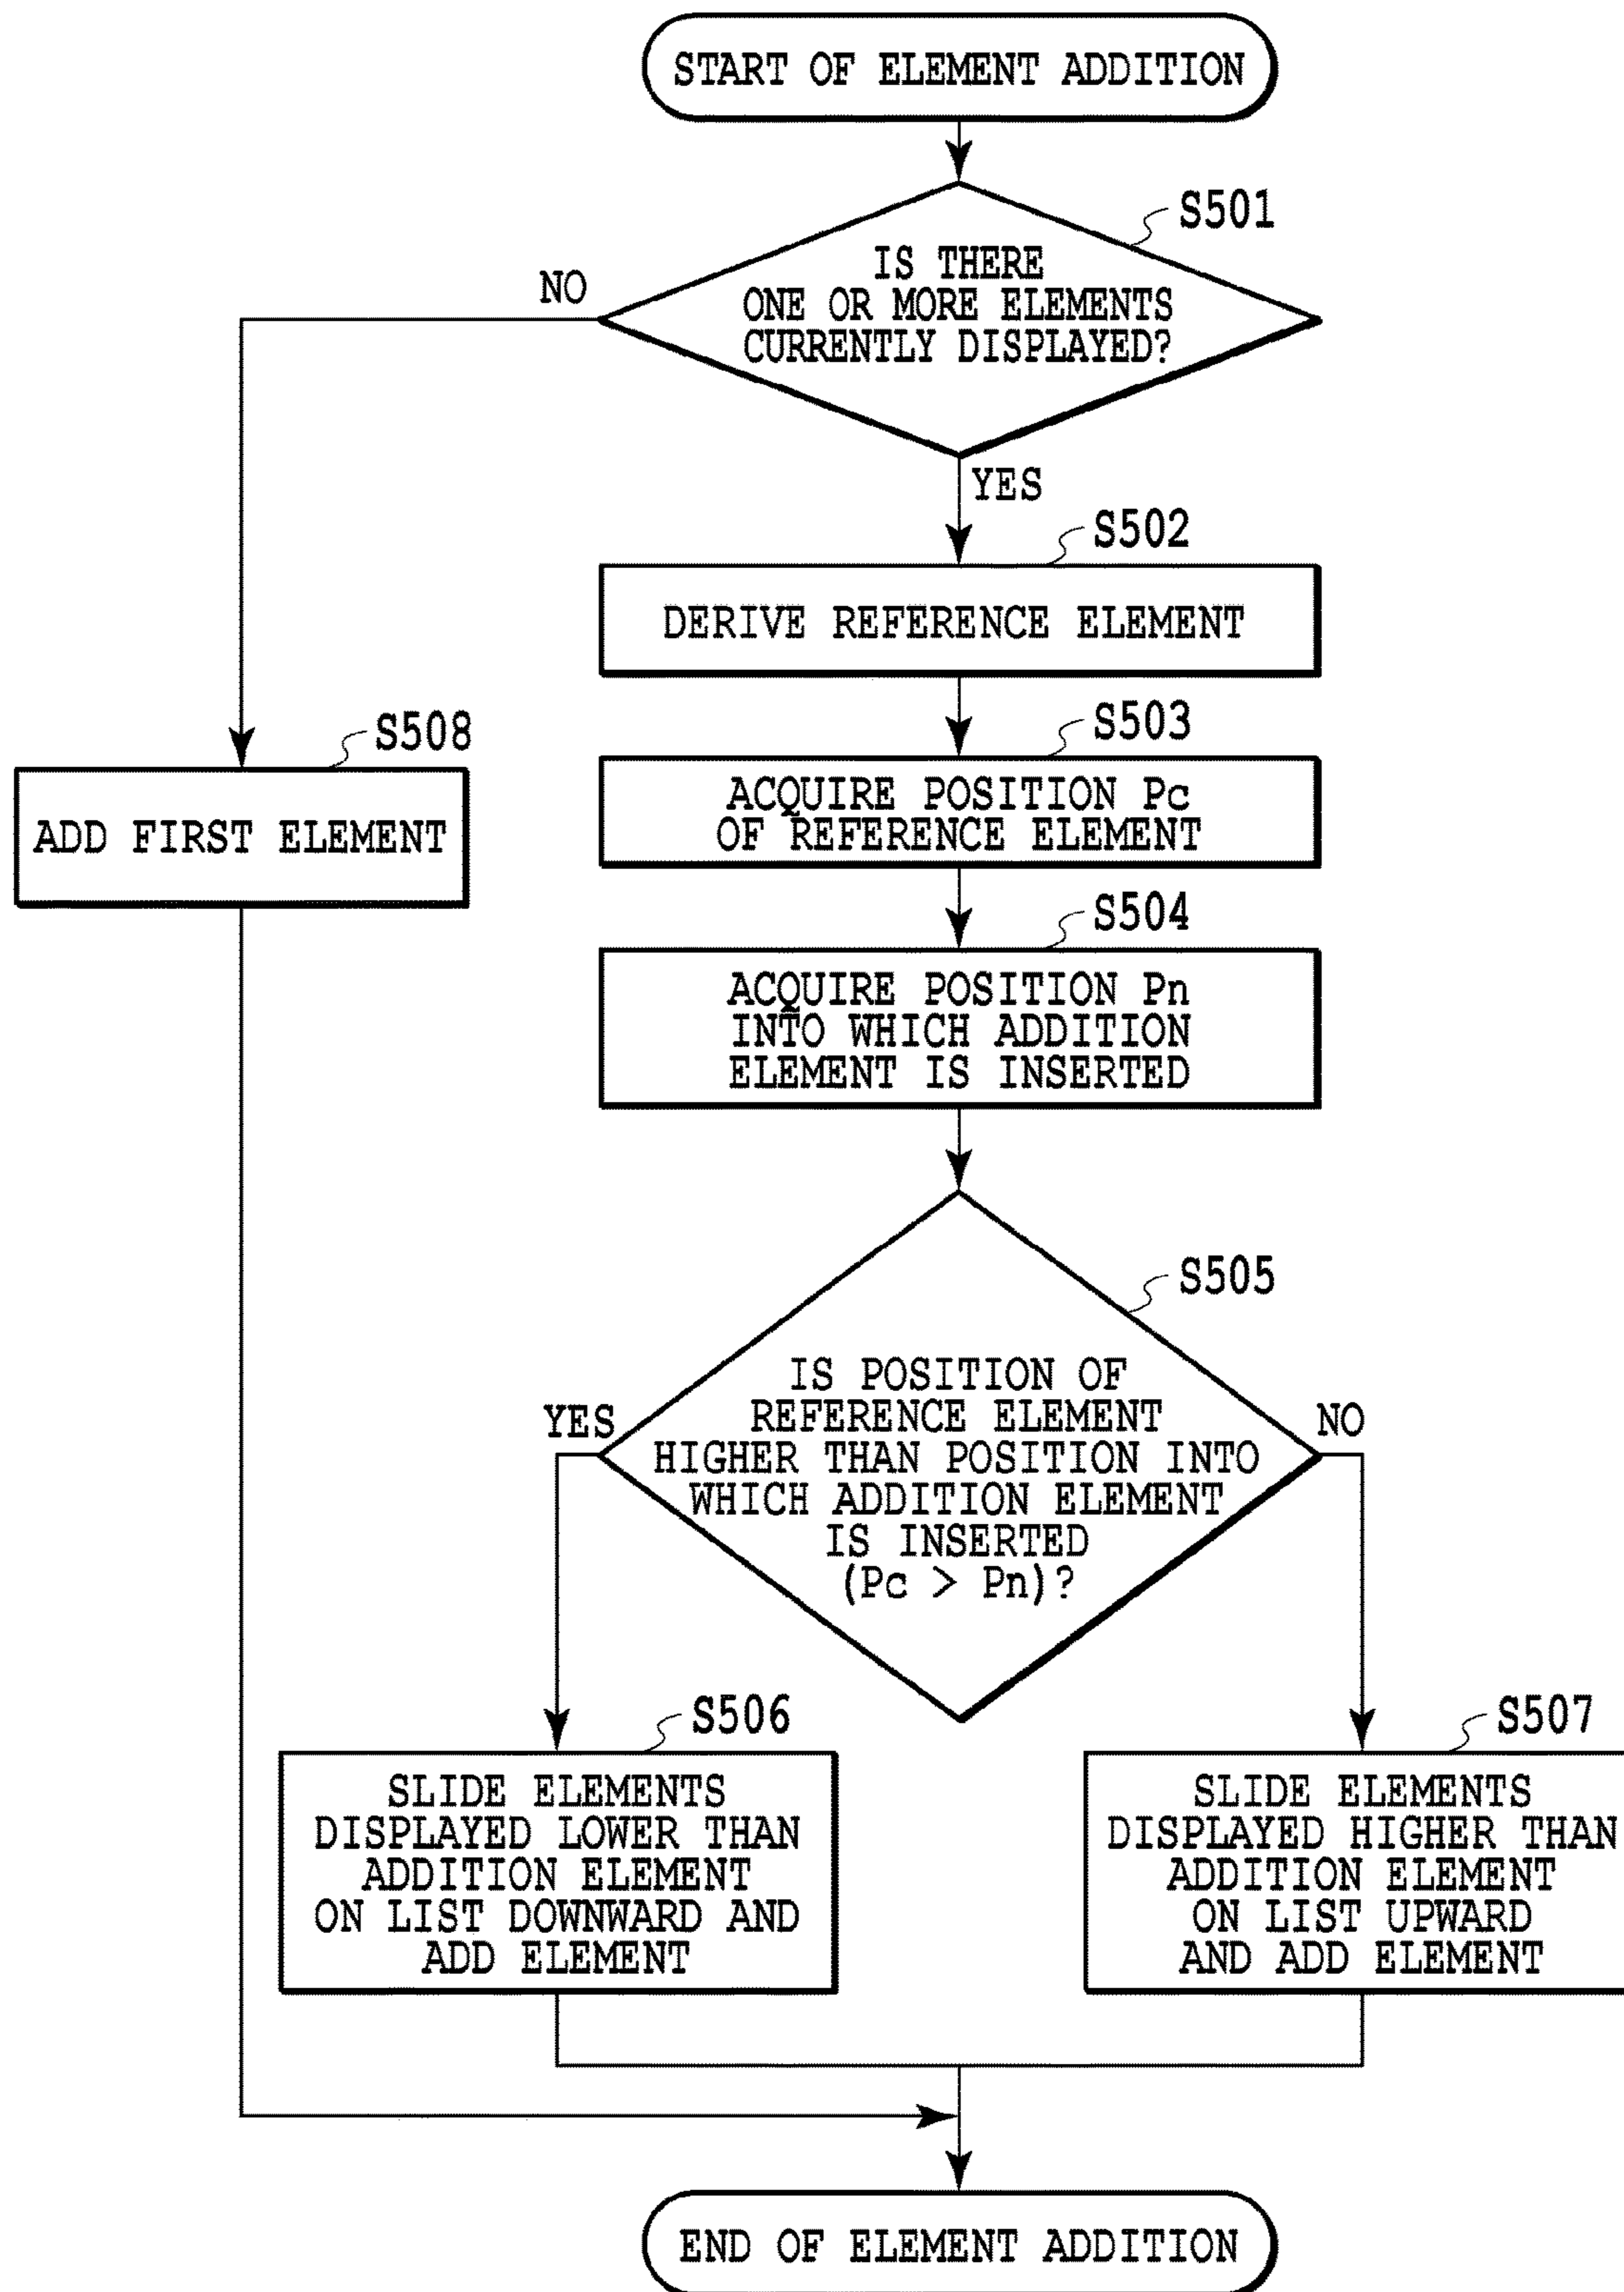 START OF ELEMENT ADDITION
S501
IS THERE
ONE OR MORE ELEMENTS
CURRENTLY DISPLAYED?
NO
YES
S502
DERIVE REFERENCE ELEMENT
S503
ACQUIRE POSITION Pc
OF REFERENCE ELEMENT
S508
ADD FIRST ELEMENT
S504
ACQUIRE POSITION Pn
INTO WHICH ADDITION
ELEMENT IS INSERTED
S505
IS POSITION OF
REFERENCE ELEMENT
HIGHER THAN POSITION INTO
WHICH ADDITION ELEMENT
IS INSERTED
(Pc > Pn)?
YES
NO
S506
SLIDE ELEMENTS
DISPLAYED LOWER THAN
ADDITION ELEMENT
ON LIST DOWNWARD AND
ADD ELEMENT
S507
SLIDE ELEMENTS
DISPLAYED HIGHER THAN
ADDITION ELEMENT
ON LIST UPWARD
AND ADD ELEMENT
END OF ELEMENT ADDITION